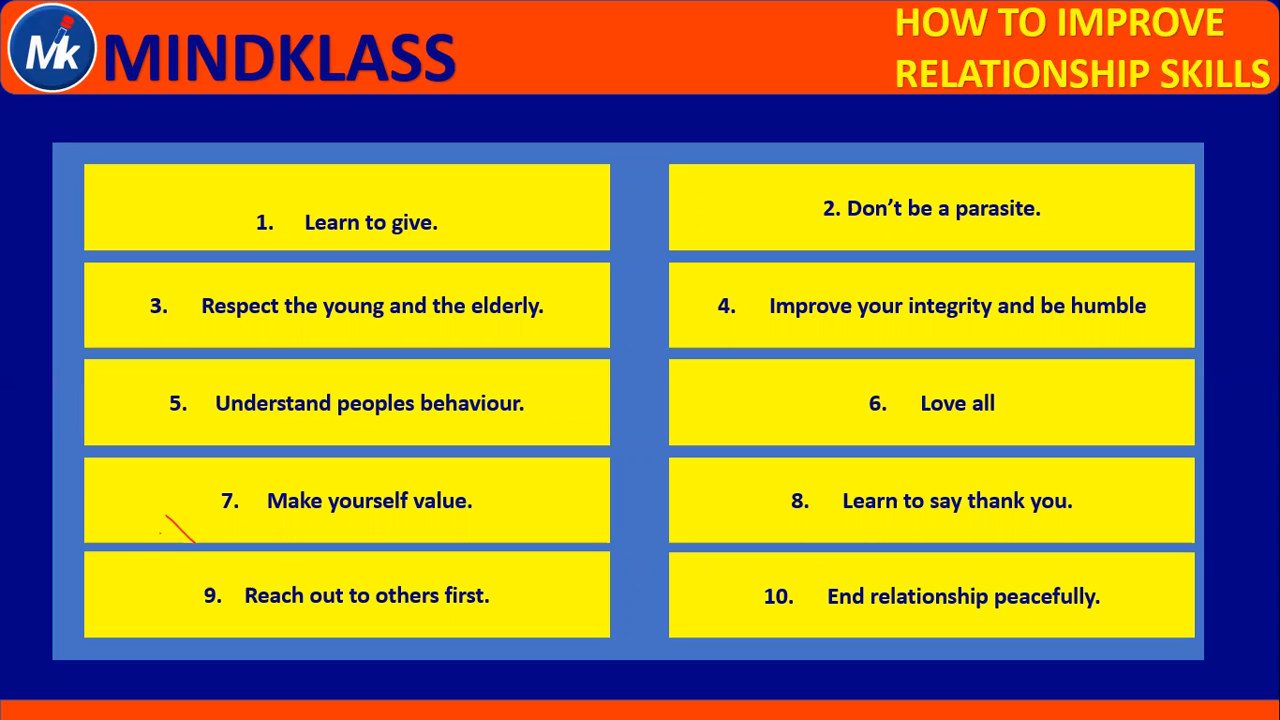 Mk MINDKLASS
HOW TO IMPROVE
RELATIONSHIP SKILLS
1. Learn to give.
2. Don’t be a parasite.
3. Respect the young and the elderly.
4. Improve your integrity and be humble
5. Understand peoples behaviour.
6. Love all
7. Make yourself value.
8. Learn to say thank you.
9. Reach out to others first.
10. End relationship peacefully.